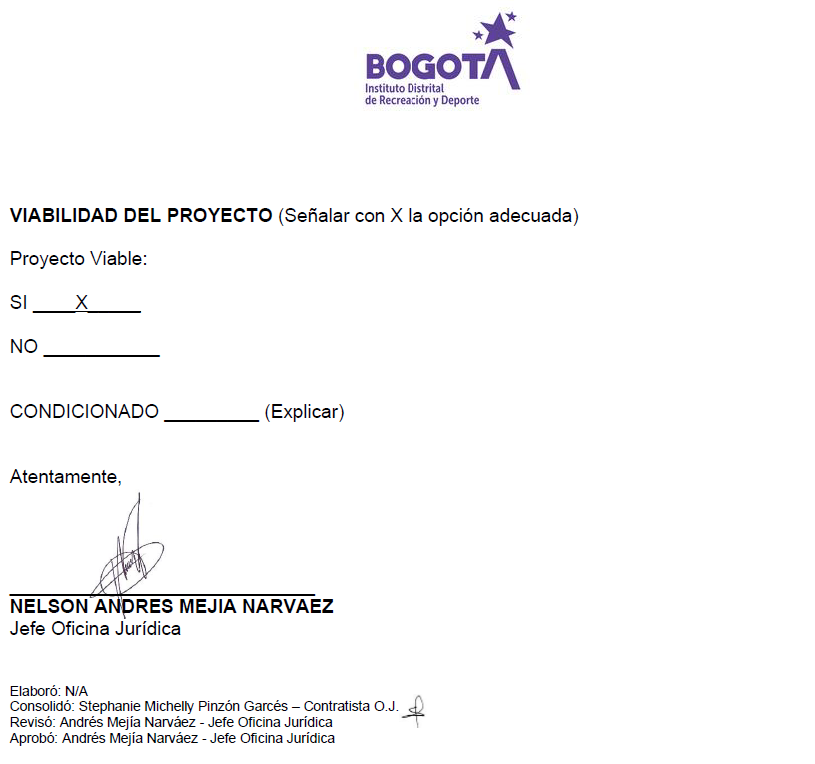 BOGOTÁ
Instituto Distrital
de Recreación y Deporte
VIABILIDAD DEL PROYECTO (Señalar con X la opción adecuada)
Proyecto Viable:
SI ____X_____
NO ___________
CONDICIONADO _________ (Explicar)
Atentamente,
NELSON ANDRES MEJIA NARVAEZ
Jefe Oficina Jurídica
Elaboró: N/A
Consolidó: Stephanie Michelly Pinzón Garcés – Contratista O.J.
Revisó: Andrés Mejía Narváez - Jefe Oficina Jurídica
Aprobó: Andrés Mejía Narváez - Jefe Oficina Jurídica